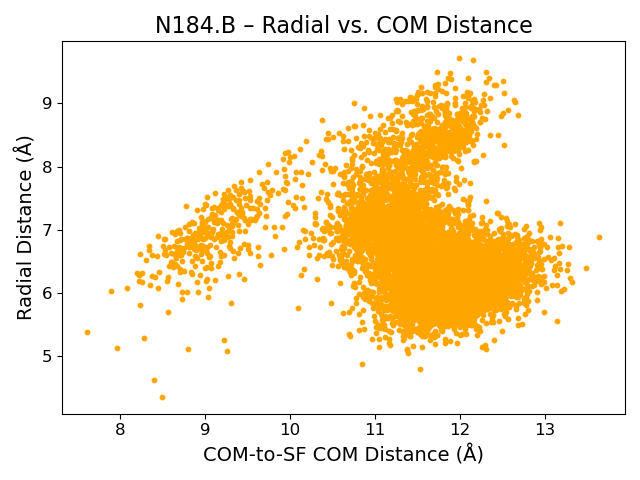 N184.B – Radial vs. COM Distance
Radial Distance (Å)
9
8
7
6
5
8 9 10 11 12 13
COM-to-SF COM Distance (Å)